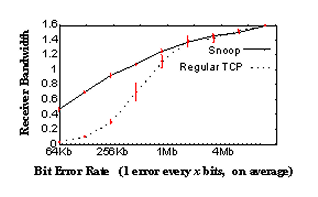 1.6
1.4
1.2
1
0.8
0.6
0.4
0.2
0
Receiver Bandwidth
Snoop
Regular TCP
64Kb 256Kb 1Mb 4Mb
Bit Error Rate (1 error every x bits, on average)